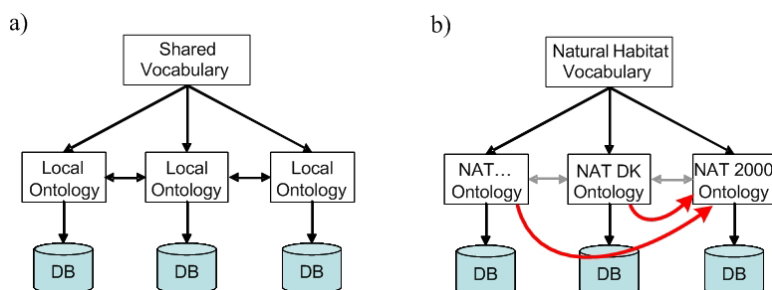 a)
Shared
Vocabulary
Local
Ontology
Local
Ontology
Local
Ontology
DB
DB
DB
b)
Natural Habitat
Vocabulary
NAT…
Ontology
NAT DK
Ontology
NAT 2000
Ontology
DB
DB
DB